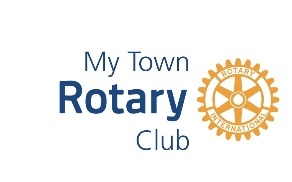 My Town
Rotary
Club
ROTARY
INTERNATIONAL